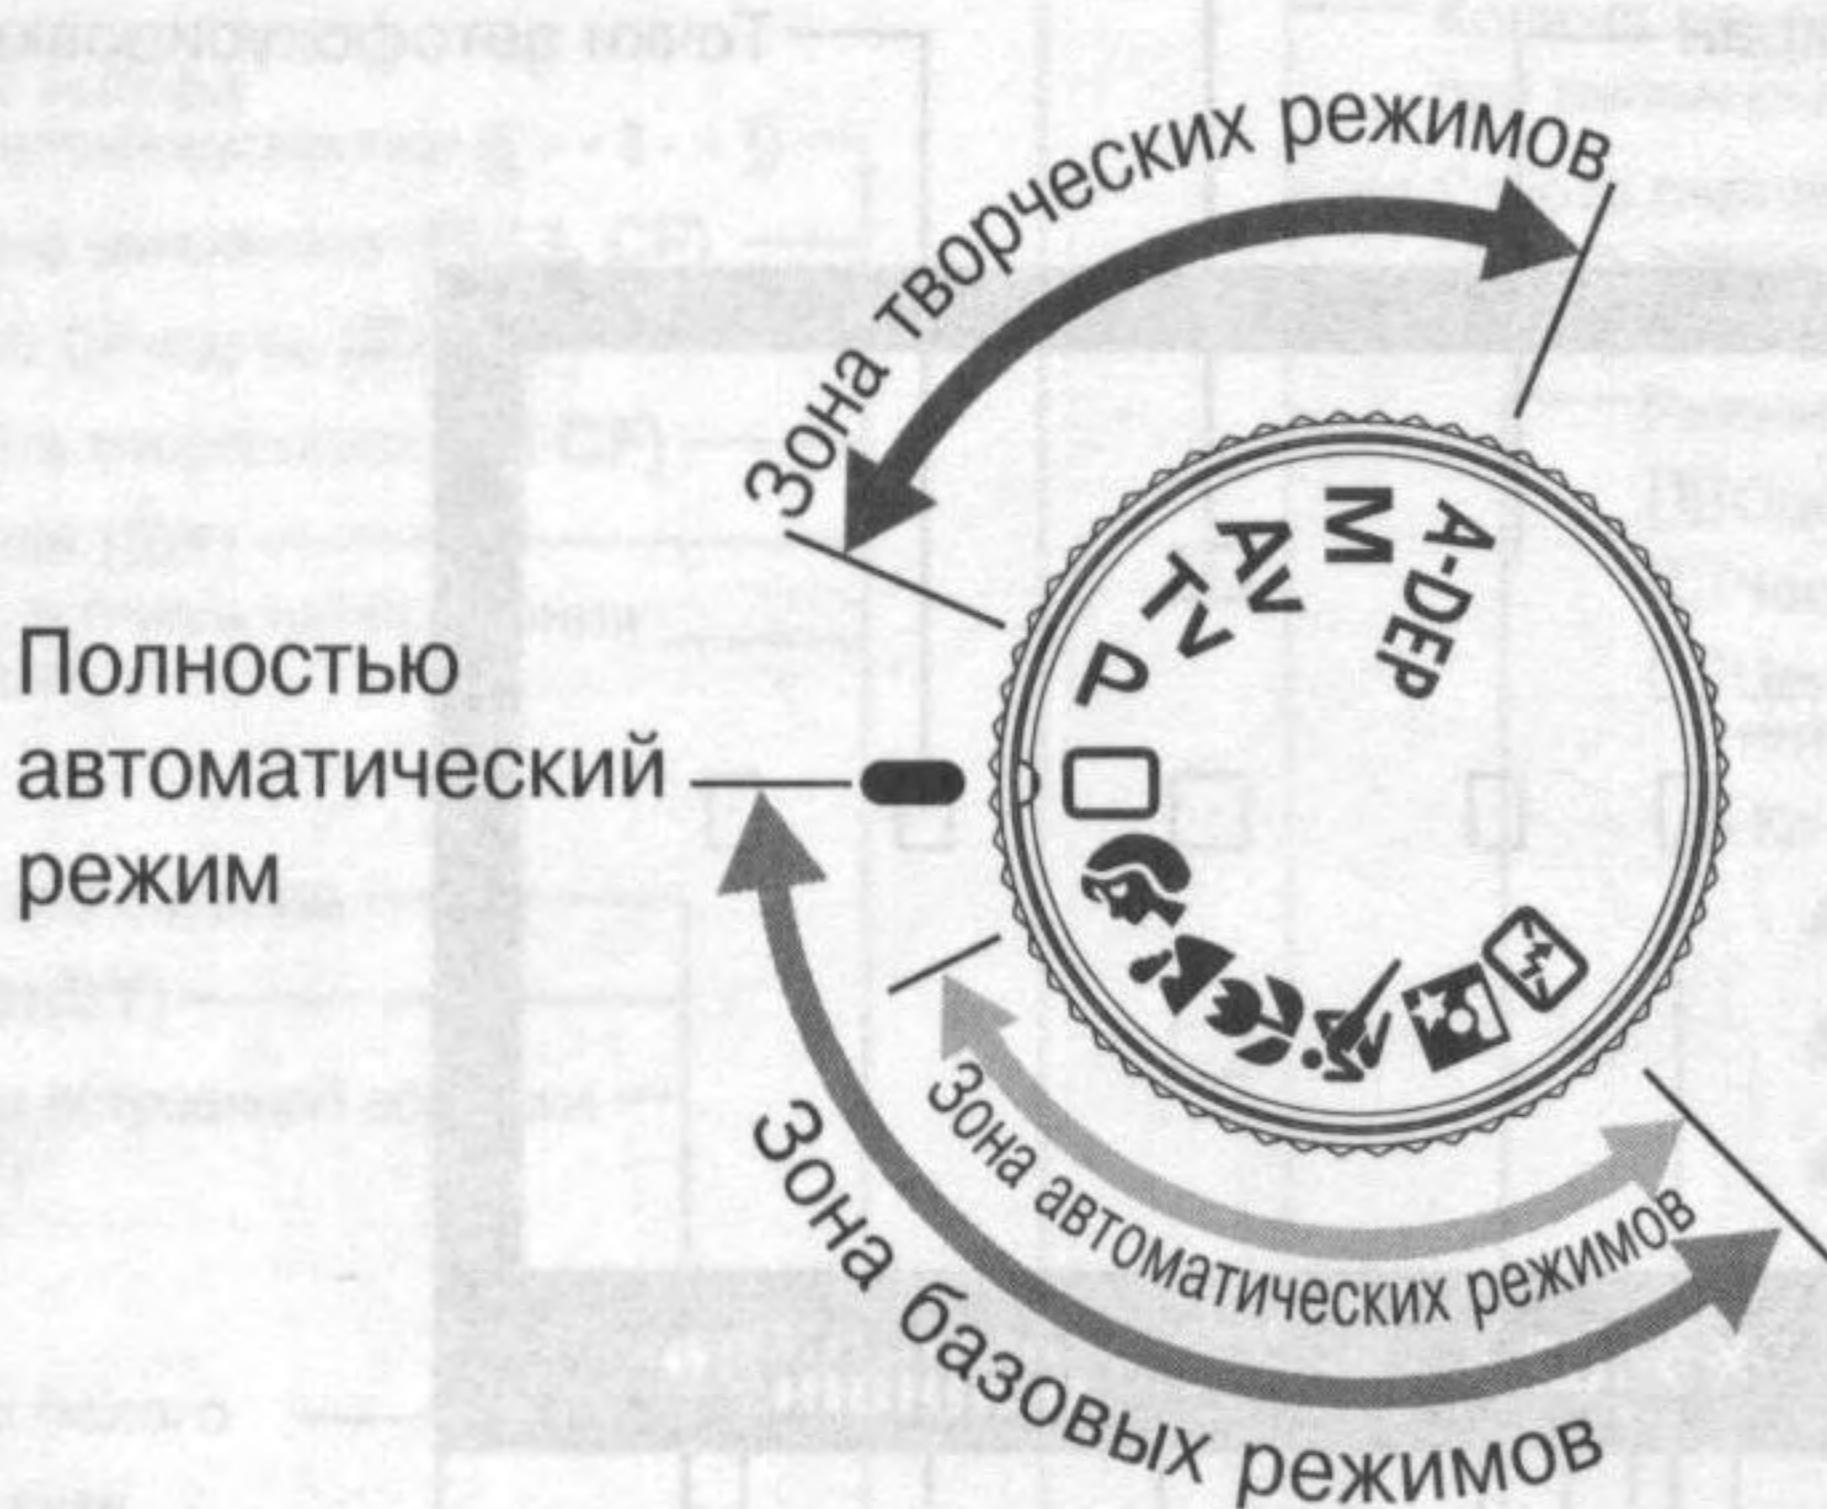 Зона творческих режимов
A-DEP
M
Av
Tv
P
Полностью
автоматический
режим
Зона автоматических режимов
Зона базовых режимов